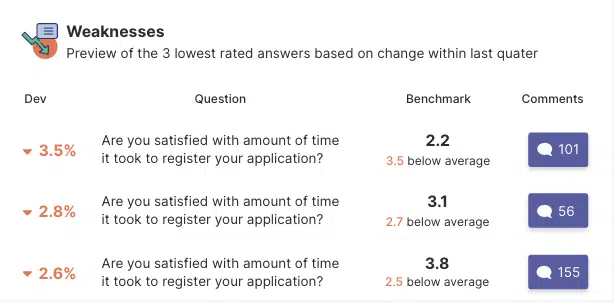 Weaknesses
Preview of the 3 lowest rated answers based on change within last quater
Dev Question Benchmark Comments
3.5% Are you satisfied with amount of time it took to register your application? 2.2 3.5 below average 101
2.8% Are you satisfied with amount of time it took to register your application? 3.1 2.7 below average 56
2.6% Are you satisfied with amount of time it took to register your application? 3.8 2.5 below average 155